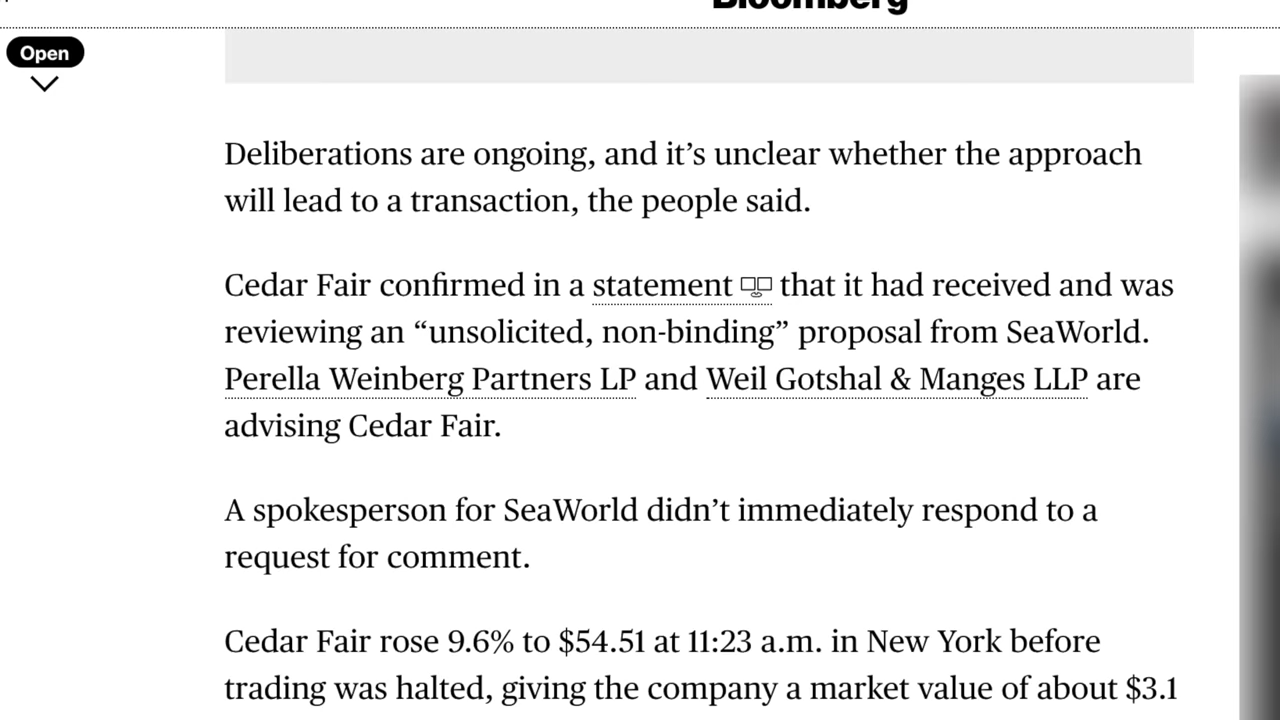 Bloomberg
Open
Deliberations are ongoing, and it’s unclear whether the approach
will lead to a transaction, the people said.
Cedar Fair confirmed in a statement that it had received and was
reviewing an “unsolicited, non-binding” proposal from SeaWorld.
Perella Weinberg Partners LP and Weil Gotshal & Manges LLP are
advising Cedar Fair.
A spokesperson for SeaWorld didn’t immediately respond to a
request for comment.
Cedar Fair rose 9.6% to $54.51 at 11:23 a.m. in New York before
trading was halted, giving the company a market value of about $3.1